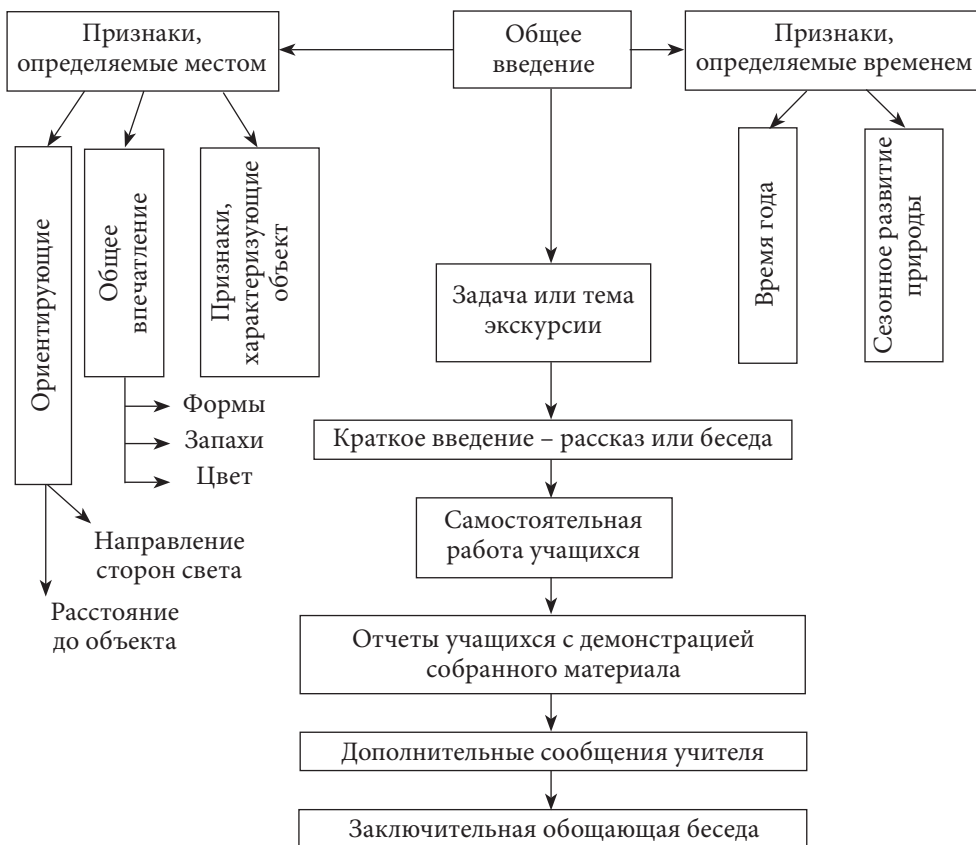 Признаки,
определяемые местом
Общее
введение
Признаки,
определяемые временем
Ориентирующие
Общее
впечатление
Признаки,
характеризующие
объект
Время года
Сезонное развитие
природы
Задача или тема
экскурсии
Формы
Запахи
Цвет
Направление
сторон света
Расстояние
до объекта
Краткое введение – рассказ или беседа
Самостоятельная
работа учащихся
Отчеты учащихся с демонстрацией
собранного материала
Дополнительные сообщения учителя
Заключительная обощающая беседа